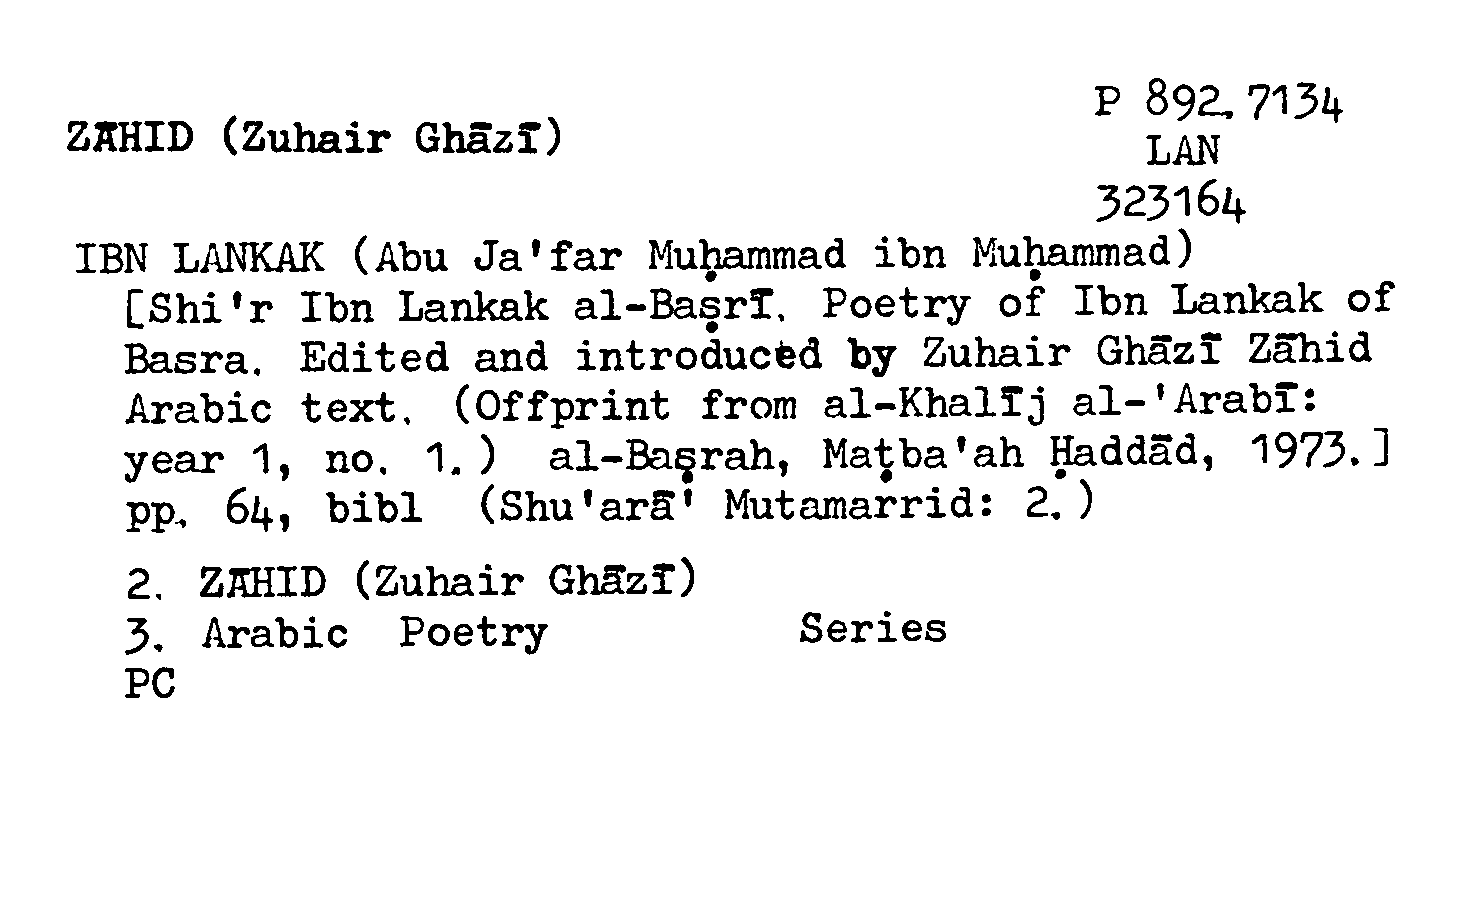 ZĀHID (Zuhair Ghāzī)
P 892.7134
LAN
323164
IBN LANKAK (Abu Ja'far Muḥammad ibn Muḥammad)
[Shi'r Ibn Lankak al-Baṣrī. Poetry of Ibn Lankak of
Basra. Edited and introduced by Zuhair Ghāzī Zāhid
Arabic text. (Offprint from al-Khalīj al-'Arabī:
year 1, no. 1.) al-Baṣrah, Maṭba'ah Ḥaddād, 1973.]
pp. 64, bibl (Shu'arā' Mutamarrid: 2.)
2. ZĀHID (Zuhair Ghāzī)
3. Arabic Poetry Series
PC